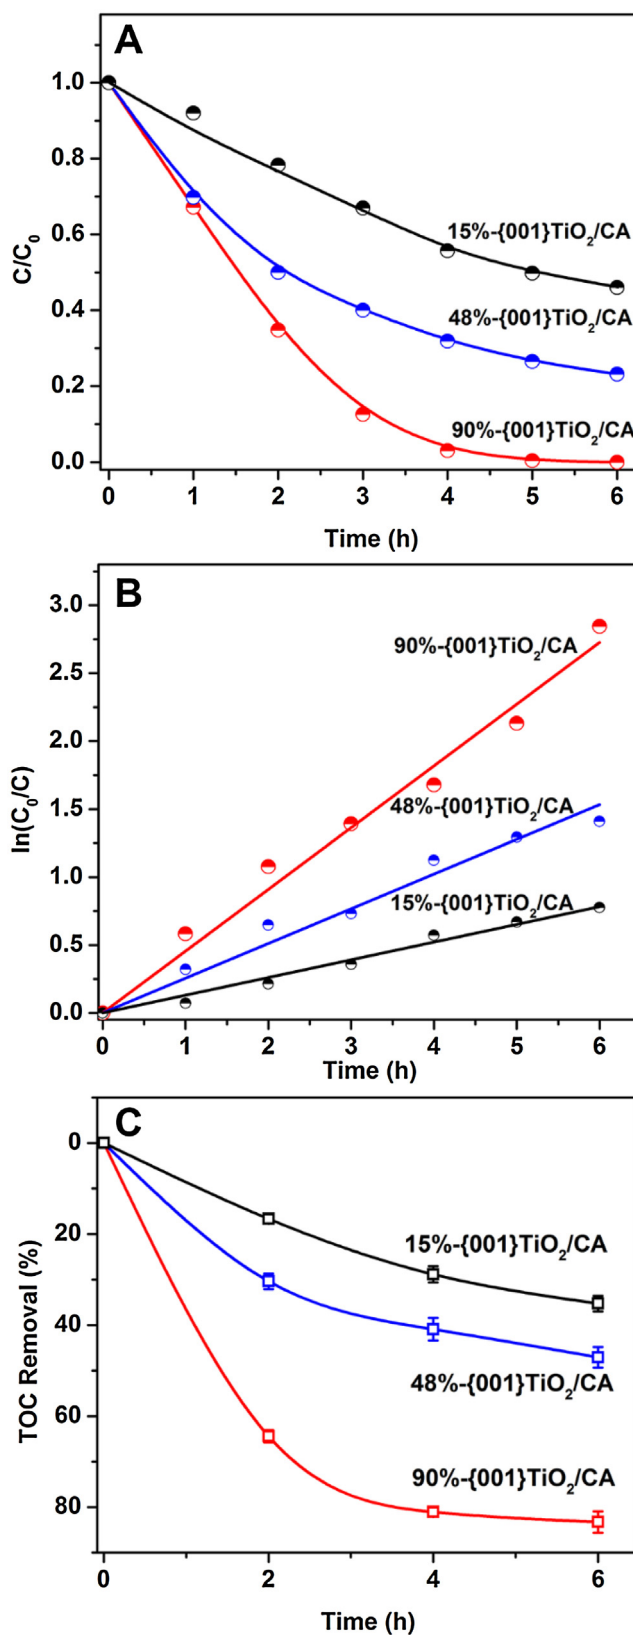 A
1.0
0.8
0.6
0.4
0.2
0.0
C/C₀
15%-{001}TiO₂/CA
48%-{001}TiO₂/CA
90%-{001}TiO₂/CA
0 1 2 3 4 5 6
Time (h)
B
3.0
2.5
2.0
1.5
1.0
0.5
0.0
ln(C₀/C)
90%-{001}TiO₂/CA
48%-{001}TiO₂/CA
15%-{001}TiO₂/CA
0 1 2 3 4 5 6
Time (h)
C
0
20
40
60
80
TOC Removal (%)
15%-{001}TiO₂/CA
48%-{001}TiO₂/CA
90%-{001}TiO₂/CA
0 2 4 6
Time (h)